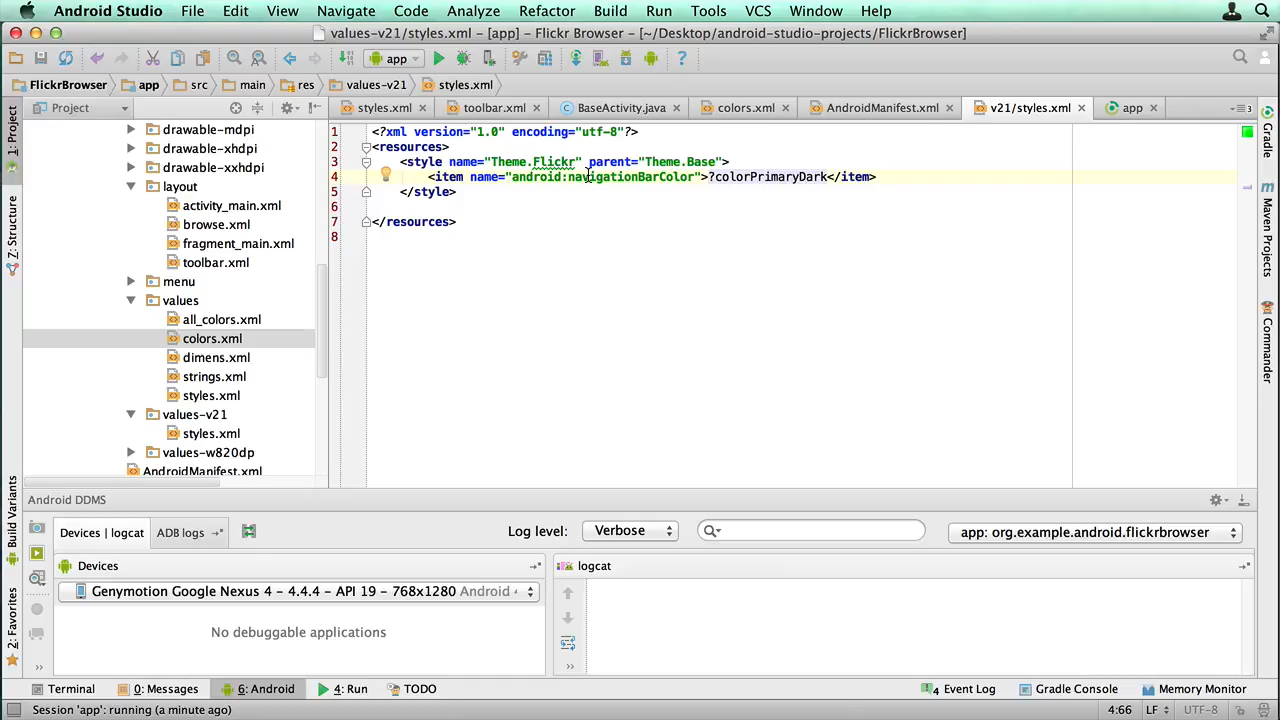 Android Studio File Edit View Navigate Code Analyze Refactor Build Run Tools VCS Window Help
values-v21/styles.xml - [app] - Flickr Browser - [~/Desktop/android-studio-projects/FlickrBrowser]
app
FlickrBrowser app src main res values-v21 styles.xml
Project styles.xml toolbar.xml BaseActivity.java colors.xml AndroidManifest.xml v21/styles.xml app
1: Project
Z: Structure
Build Variants
2: Favorites
drawable-mdpi
drawable-xhdpi
drawable-xxhdpi
layout
activity_main.xml
browse.xml
fragment_main.xml
toolbar.xml
menu
values
all_colors.xml
colors.xml
dimens.xml
strings.xml
styles.xml
values-v21
styles.xml
values-w820dp
AndroidManifest.xml
1 <?xml version="1.0" encoding="utf-8"?>
2 <resources>
3 <style name="Theme.Flickr" parent="Theme.Base">
4 <item name="android:navigationBarColor">?colorPrimaryDark</item>
5 </style>
6
7 </resources>
8
Gradle
Maven Projects
Commander
Android DDMS
Devices | logcat ADB logs Log level: Verbose app: org.example.android.flickrbrowser
Devices logcat
Genymotion Google Nexus 4 - 4.4.4 - API 19 - 768x1280 Android
No debuggable applications
Terminal 0: Messages 6: Android 4: Run TODO Event Log Gradle Console Memory Monitor
Session 'app': running (a minute ago) 4:66 LF UTF-8